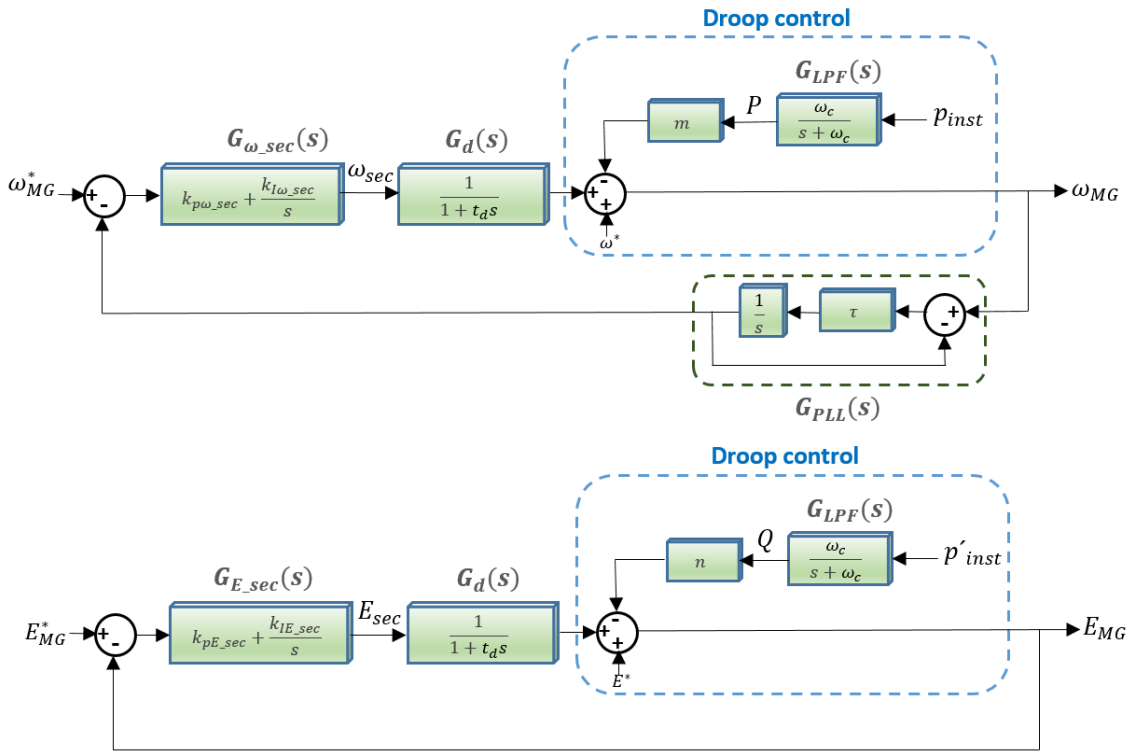 Droop control
G_LPF(s)
G_ω_sec(s) G_d(s)
m P ω_c/(s + ω_c) p_inst
ω*_MG + - k_pω_sec + k_Iω_sec/s ω_sec 1/(1 + t_d s) + - + ω_MG
ω*
1/s τ + -
G_PLL(s)
Droop control
G_LPF(s)
n Q ω_c/(s + ω_c) p´_inst
G_E_sec(s) G_d(s)
E*_MG + - k_pE_sec + k_IE_sec/s E_sec 1/(1 + t_d s) + - + E_MG
E*